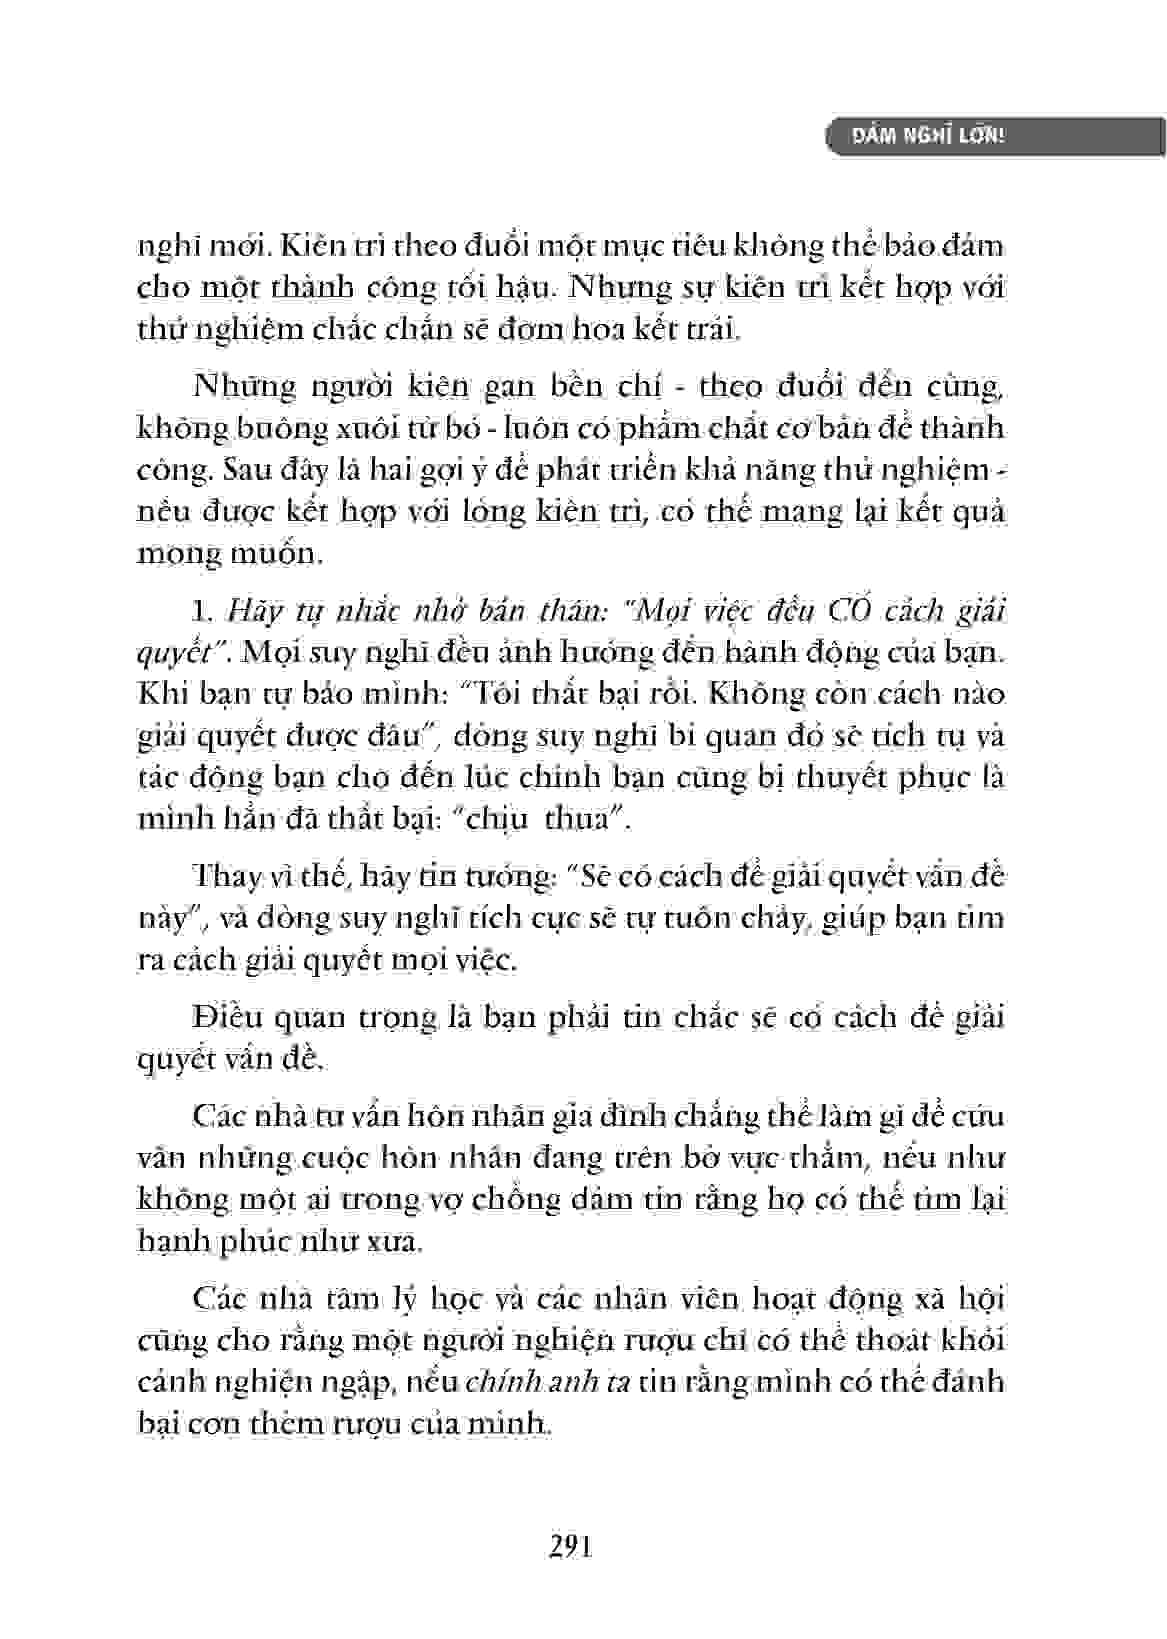 DÁM NGHĨ LỚN!
nghĩ mới. Kiên trì theo đuổi một mục tiêu không thể bảo đảm
cho một thành công tối hậu. Nhưng sự kiên trì kết hợp với
thử nghiệm chắc chắn sẽ đơm hoa kết trái.
Những người kiên gan bền chí - theo đuổi đến cùng,
không buông xuôi từ bỏ - luôn có phẩm chất cơ bản để thành
công. Sau đây là hai gợi ý để phát triển khả năng thử nghiệm -
nếu được kết hợp với lòng kiên trì, có thể mang lại kết quả
mong muốn.
1. Hãy tự nhắc nhở bản thân: “Mọi việc đều CÓ cách giải
quyết”. Mọi suy nghĩ đều ảnh hưởng đến hành động của bạn.
Khi bạn tự bảo mình: “Tôi thất bại rồi. Không còn cách nào
giải quyết được đâu”, dòng suy nghĩ bi quan đó sẽ tích tụ và
tác động bạn cho đến lúc chính bạn cũng bị thuyết phục là
mình hẳn đã thất bại: “chịu thua”.
Thay vì thế, hãy tin tưởng: “Sẽ có cách để giải quyết vấn đề
này”, và dòng suy nghĩ tích cực sẽ tự tuôn chảy, giúp bạn tìm
ra cách giải quyết mọi việc.
Điều quan trọng là bạn phải tin chắc sẽ có cách để giải
quyết vấn đề.
Các nhà tư vấn hôn nhân gia đình chẳng thể làm gì để cứu
vãn những cuộc hôn nhân đang trên bờ vực thẳm, nếu như
không một ai trong vợ chồng dám tin rằng họ có thể tìm lại
hạnh phúc như xưa.
Các nhà tâm lý học và các nhân viên hoạt động xã hội
cũng cho rằng một người nghiện rượu chỉ có thể thoát khỏi
cảnh nghiện ngập, nếu chính anh ta tin rằng mình có thể đánh
bại cơn thèm rượu của mình.
291